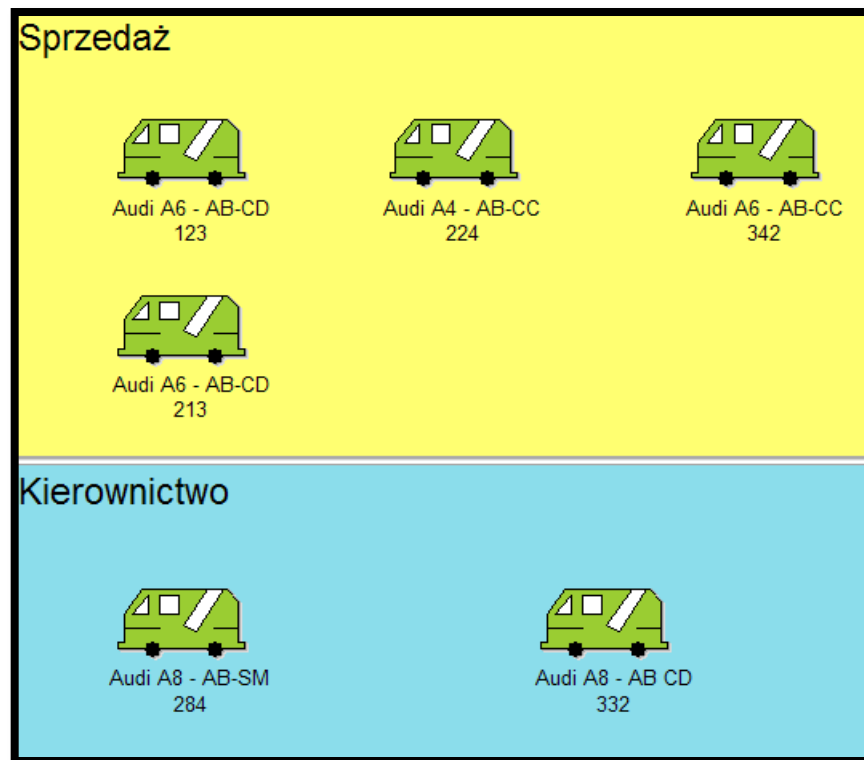 Sprzedaż
Audi A6 - AB-CD
123
Audi A4 - AB-CC
224
Audi A6 - AB-CC
342
Audi A6 - AB-CD
213
Kierownictwo
Audi A8 - AB-SM
284
Audi A8 - AB CD
332